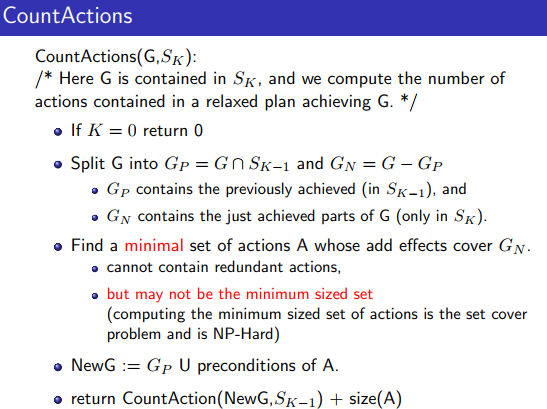 CountActions
CountActions(G,S_K):
/* Here G is contained in S_K, and we compute the number of
actions contained in a relaxed plan achieving G. */
• If K = 0 return 0
• Split G into G_P = G ∩ S_{K−1} and G_N = G − G_P
• G_P contains the previously achieved (in S_{K−1}), and
• G_N contains the just achieved parts of G (only in S_K).
• Find a minimal set of actions A whose add effects cover G_N.
• cannot contain redundant actions,
• but may not be the minimum sized set
(computing the minimum sized set of actions is the set cover
problem and is NP-Hard)
• NewG := G_P U preconditions of A.
• return CountAction(NewG,S_{K−1}) + size(A)